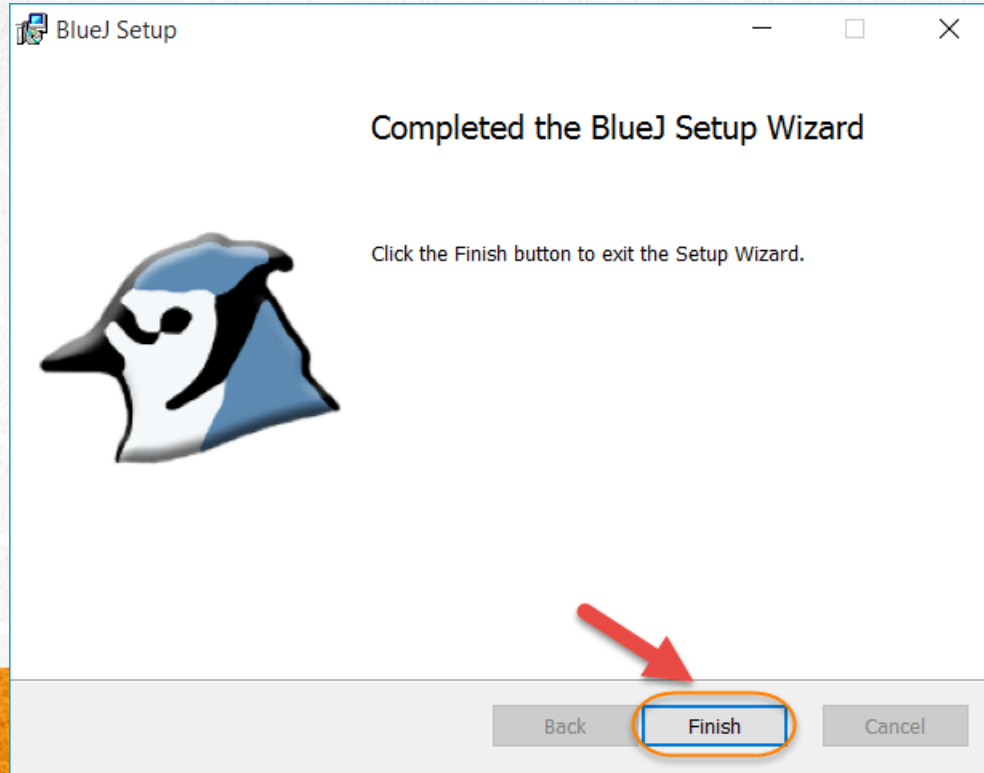 BlueJ Setup
Completed the BlueJ Setup Wizard
Click the Finish button to exit the Setup Wizard.
Back
Finish
Cancel